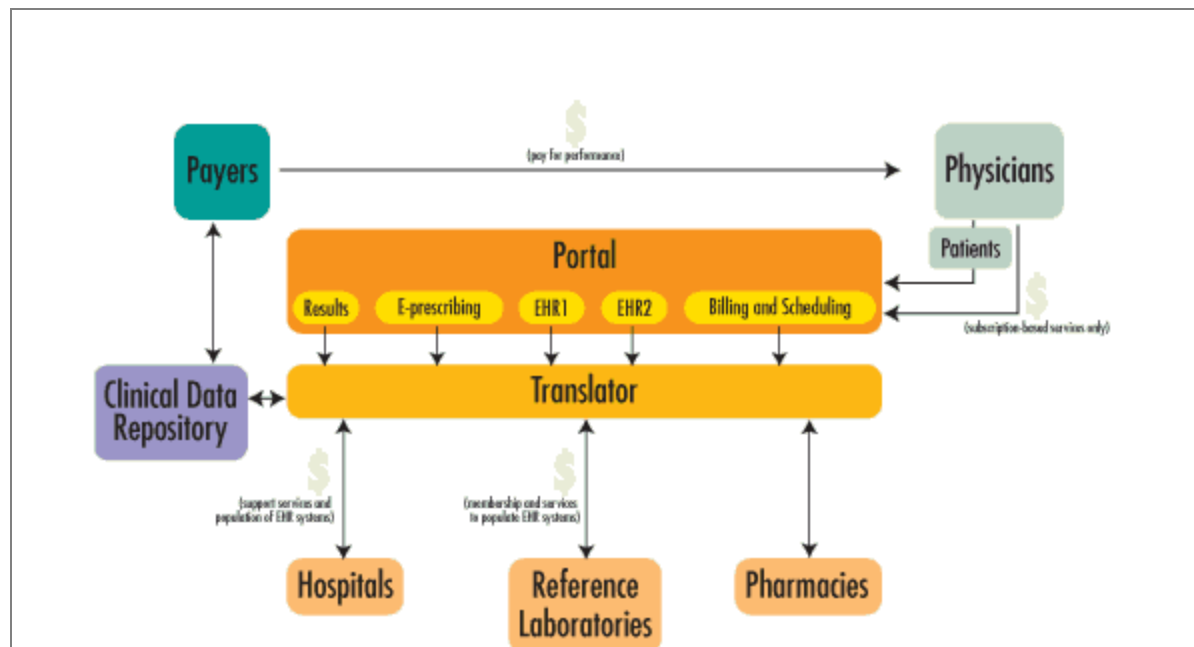 $
(pay for performance)
Payers
Physicians
Patients
Portal
Results
E-prescribing
EHR1
EHR2
Billing and Scheduling
$
(subscription-based services only)
Clinical Data
Repository
Translator
$
(support services and
population of EHR systems)
$
(membership and services
to populate EHR systems)
Hospitals
Reference
Laboratories
Pharmacies